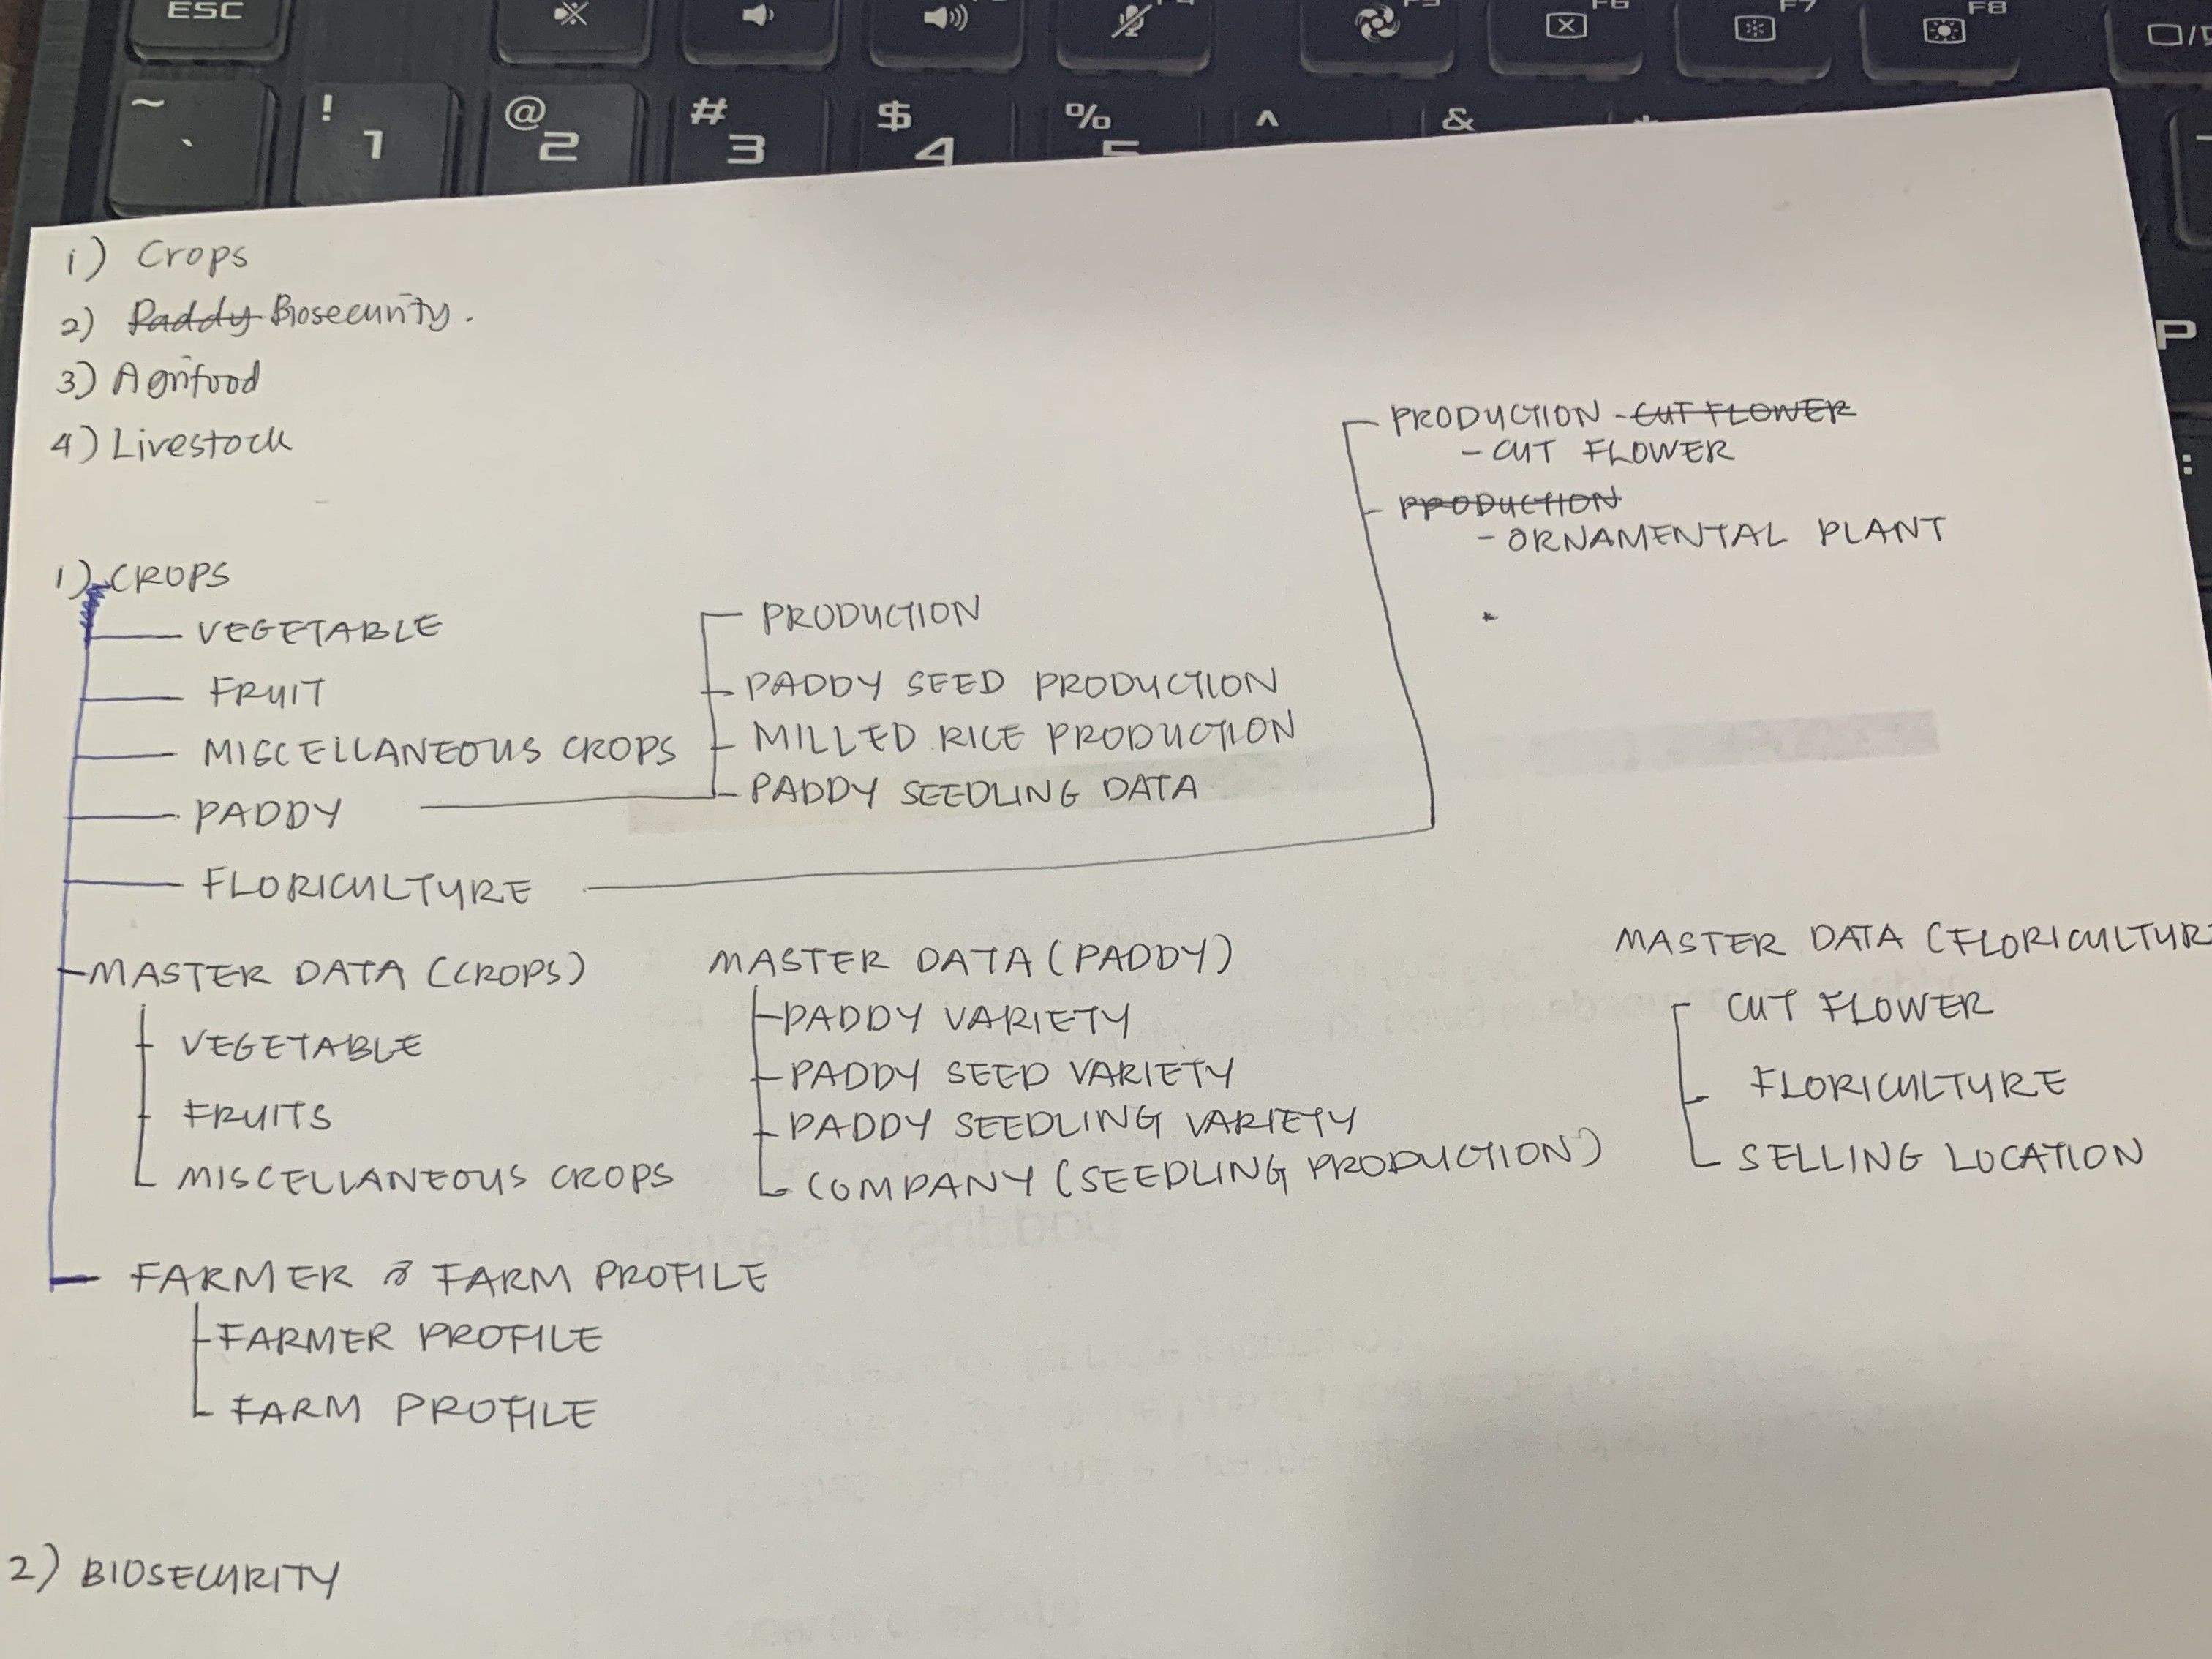 ESC
F6
F7
F8
~ ` ! 1 @ 2 # 3 $ 4 % 5 ^ &
P
:
1) Crops
2) Paddy Biosecurity.
3) Agrifood
4) Livestock
1) CROPS
VEGETABLE
FRUIT
MISCELLANEOUS CROPS
PADDY
PRODUCTION
PADDY SEED PRODUCTION
MILLED RICE PRODUCTION
PADDY SEEDLING DATA
FLORICULTYRE
PRODUCTION - CUT FLOWER
- CUT FLOWER
PRODUCTION
- ORNAMENTAL PLANT
MASTER DATA (CROPS)
VEGETABLE
FRUITS
MISCELLANEOUS CROPS
MASTER DATA (PADDY)
PADDY VARIETY
PADDY SEED VARIETY
PADDY SEEDLING VARIETY
COMPANY (SEEDLING PRODUCTION)
MASTER DATA (FLORICULTUR
CUT FLOWER
FLORICULTYRE
SELLING LOCATION
FARMER & FARM PROFILE
FARMER PROFILE
FARM PROFILE
2) BIOSECURITY